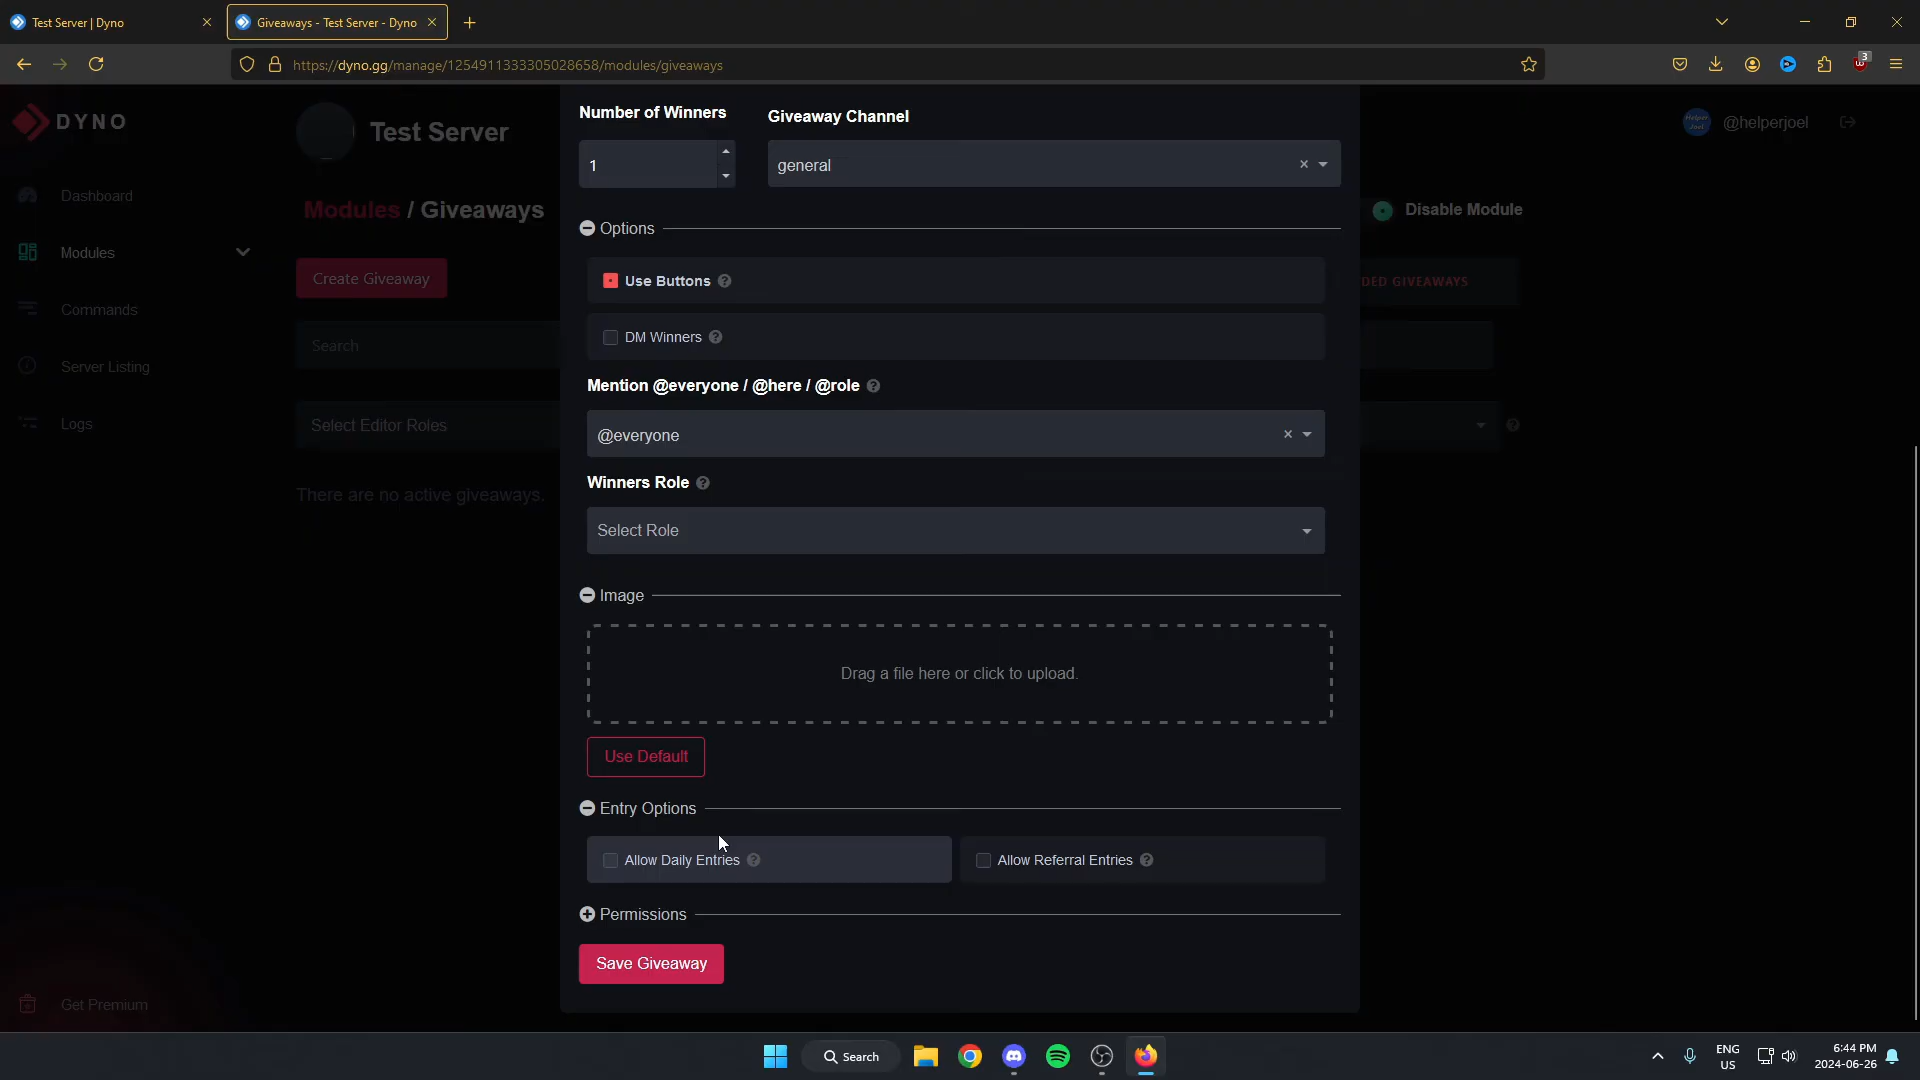 Test Server | Dyno
Giveaways - Test Server - Dyno
https://dyno.gg/manage/1254911333305028658/modules/giveaways
3
DYNO
Test Server
Helper Joel
@helperjoel
Number of Winners
Giveaway Channel
1
general
Dashboard
Modules / Giveaways
Disable Module
Options
Modules
Create Giveaway
Use Buttons
DED GIVEAWAYS
Commands
Search
DM Winners
Server Listing
Mention @everyone / @here / @role
Logs
Select Editor Roles
@everyone
Winners Role
There are no active giveaways.
Select Role
Image
Drag a file here or click to upload.
Use Default
Entry Options
Allow Daily Entries
Allow Referral Entries
Permissions
Save Giveaway
Get Premium
Search
ENG
US
6:44 PM
2024-06-26